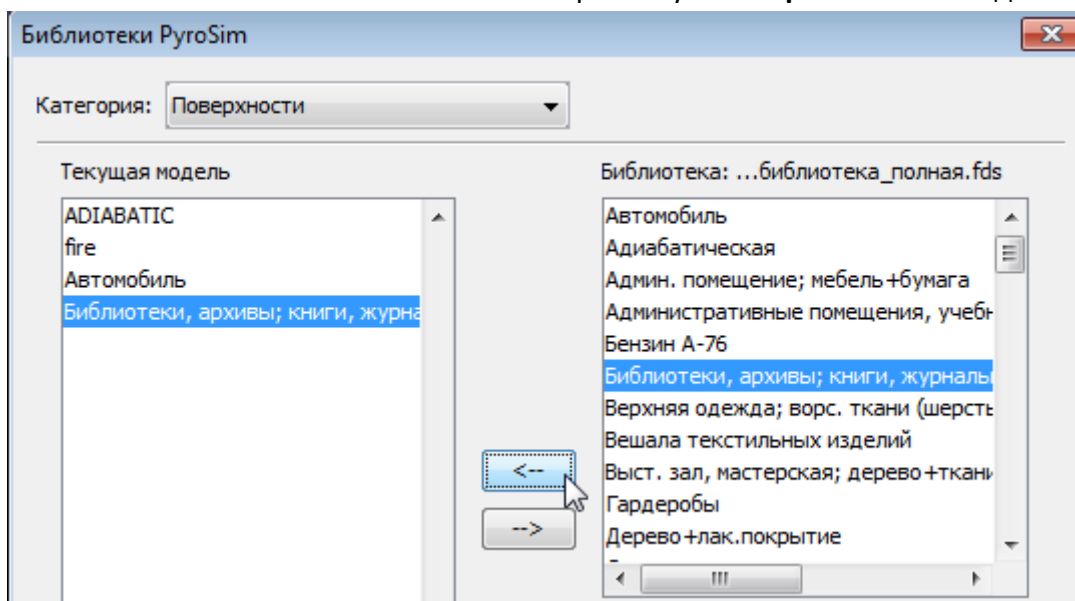 Библиотеки PyroSim
Категория: Поверхности
Текущая модель
ADIABATIC
fire
Автомобиль
Библиотеки, архивы; книги, журна
<--
-->
Библиотека: ...библиотека_полная.fds
Автомобиль
Адиабатическая
Админ. помещение; мебель+бумага
Административные помещения, учебн
Бензин А-76
Библиотеки, архивы; книги, журналы
Верхняя одежда; ворс. ткани (шерсть
Вешала текстильных изделий
Выст. зал, мастерская; дерево+ткани
Гардеробы
Дерево+лак.покрытие